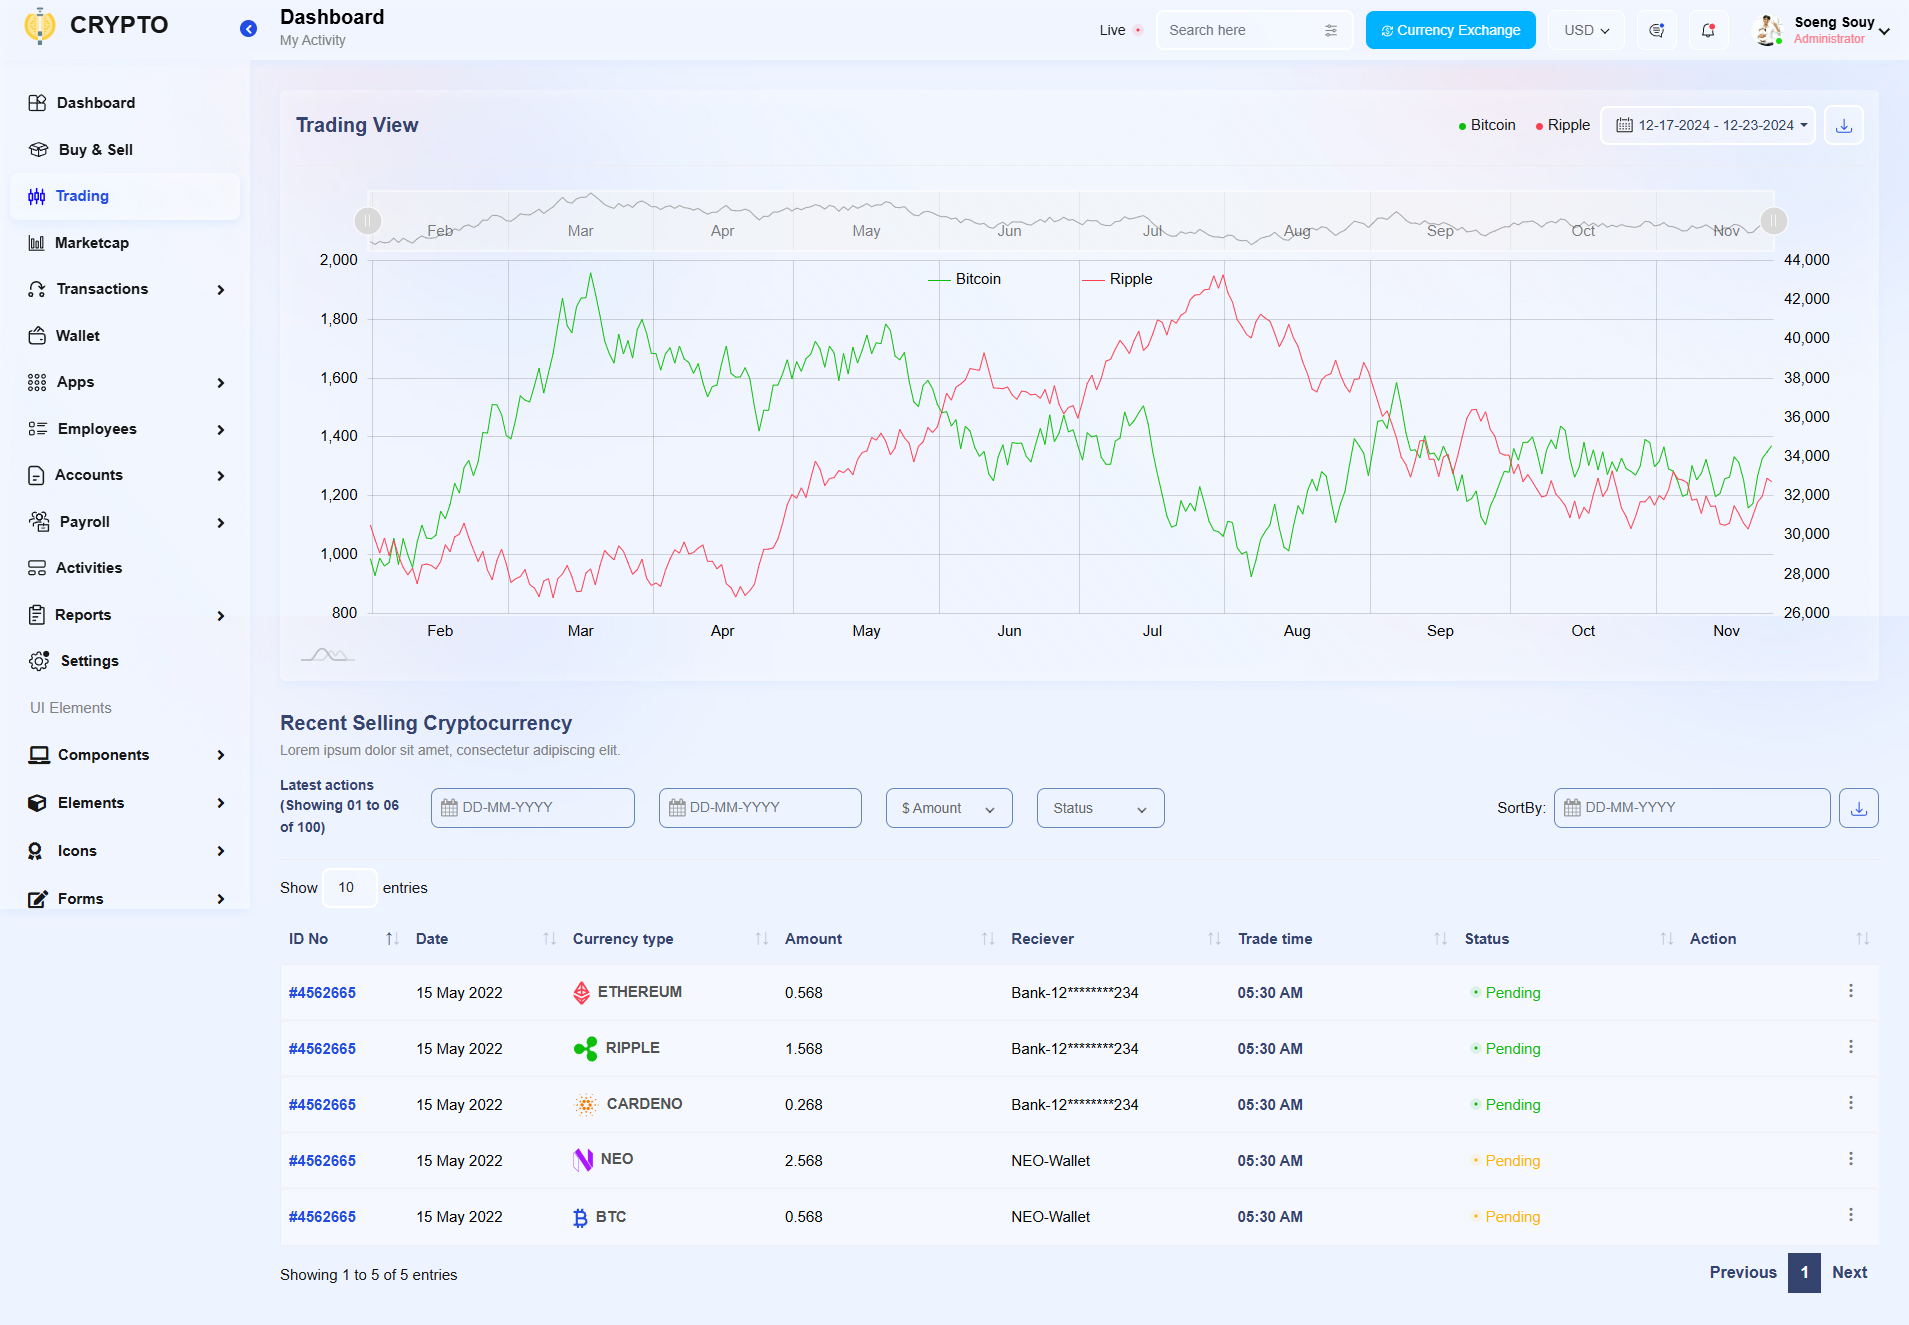 CRYPTO
Dashboard
My Activity
Live
Search here
Currency Exchange
USD
Soeng Souy
Administrator
Dashboard
Buy & Sell
Trading
Marketcap
Transactions
Wallet
Apps
Employees
Accounts
Payroll
Activities
Reports
Settings
UI Elements
Components
Elements
Icons
Forms
Trading View
Bitcoin Ripple 12-17-2024 - 12-23-2024
Feb Mar Apr May Jun Jul Aug Sep Oct Nov
Bitcoin Ripple
2,000
1,800
1,600
1,400
1,200
1,000
800
44,000
42,000
40,000
38,000
36,000
34,000
32,000
30,000
28,000
26,000
Feb Mar Apr May Jun Jul Aug Sep Oct Nov
Recent Selling Cryptocurrency
Lorem ipsum dolor sit amet, consectetur adipiscing elit.
Latest actions
(Showing 01 to 06
of 100)
DD-MM-YYYY DD-MM-YYYY $ Amount Status SortBy: DD-MM-YYYY
Show 10 entries
ID No Date Currency type Amount Reciever Trade time Status Action
#4562665 15 May 2022 ETHEREUM 0.568 Bank-12********234 05:30 AM Pending
#4562665 15 May 2022 RIPPLE 1.568 Bank-12********234 05:30 AM Pending
#4562665 15 May 2022 CARDENO 0.268 Bank-12********234 05:30 AM Pending
#4562665 15 May 2022 NEO 2.568 NEO-Wallet 05:30 AM Pending
#4562665 15 May 2022 BTC 0.568 NEO-Wallet 05:30 AM Pending
Showing 1 to 5 of 5 entries
Previous 1 Next